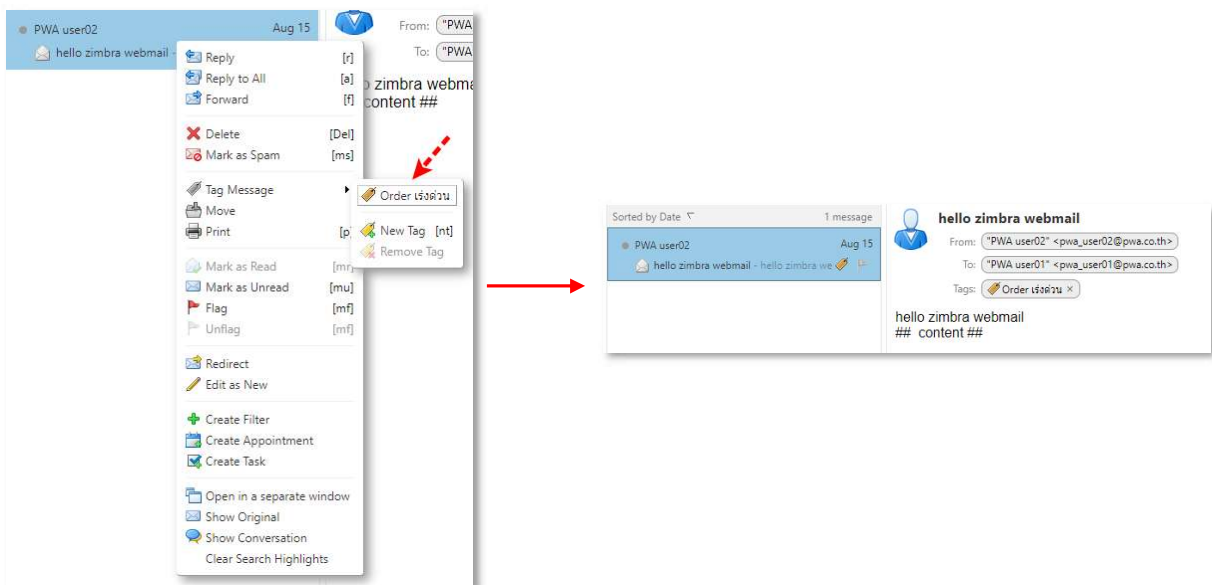 PWA user02 Aug 15
hello zimbra webmail -
From: "PWA
To: "PWA
zimbra webma
content ##
Reply [r]
Reply to All [a]
Forward [f]
Delete [Del]
Mark as Spam [ms]
Tag Message
Move
Print [p]
Mark as Read [mr]
Mark as Unread [mu]
Flag [mf]
Unflag [mf]
Redirect
Edit as New
Create Filter
Create Appointment
Create Task
Open in a separate window
Show Original
Show Conversation
Clear Search Highlights
Order เร่งด่วน
New Tag [nt]
Remove Tag
Sorted by Date 1 message
PWA user02 Aug 15
hello zimbra webmail - hello zimbra we
hello zimbra webmail
From: "PWA user02" <pwa_user02@pwa.co.th>
To: "PWA user01" <pwa_user01@pwa.co.th>
Tags: Order เร่งด่วน ×
hello zimbra webmail
## content ##